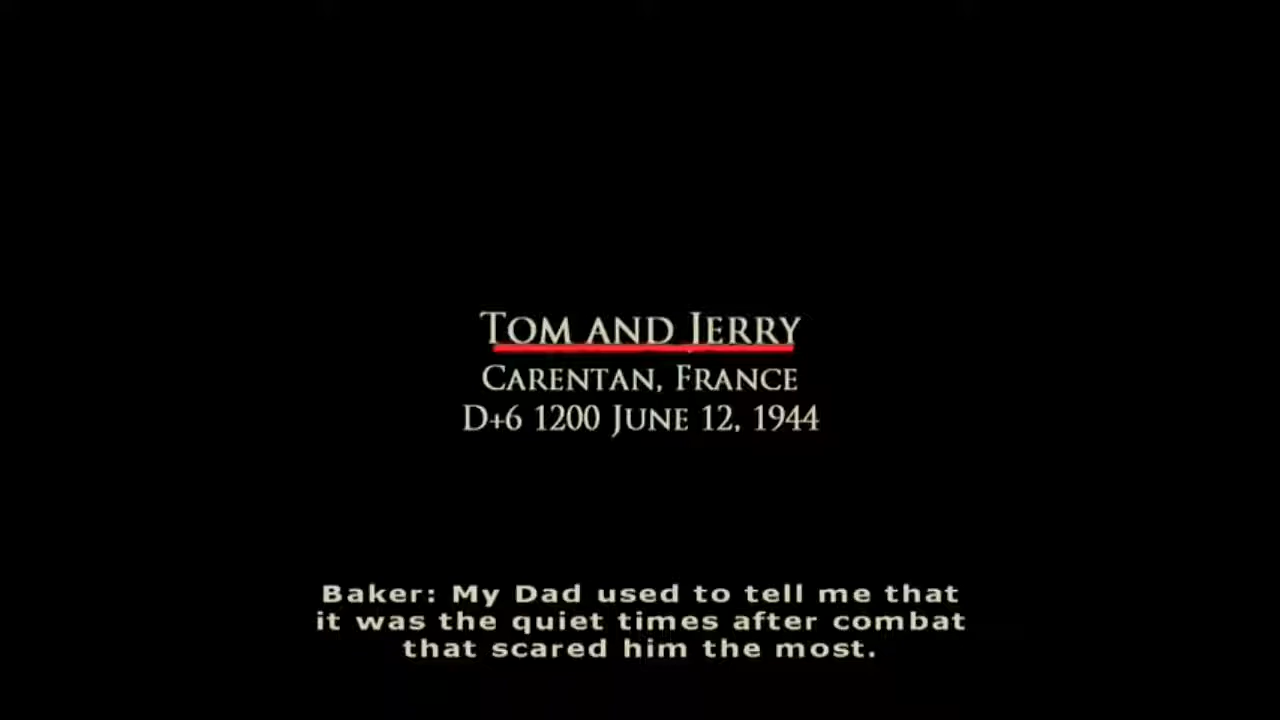 Tom and Jerry
Carentan, France
D+6 1200 June 12, 1944
Baker: My Dad used to tell me that
it was the quiet times after combat
that scared him the most.